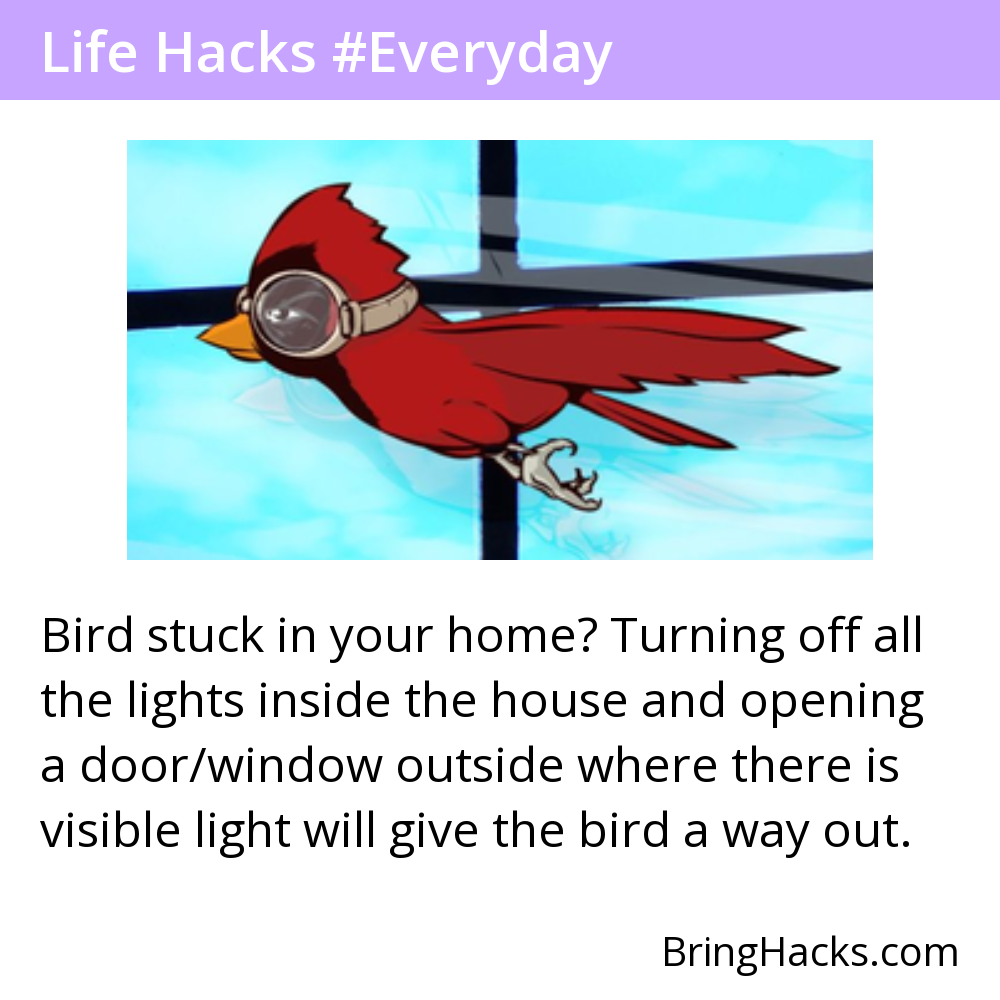 Life Hacks #Everyday
Bird stuck in your home? Turning off all
the lights inside the house and opening
a door/window outside where there is
visible light will give the bird a way out.
BringHacks.com